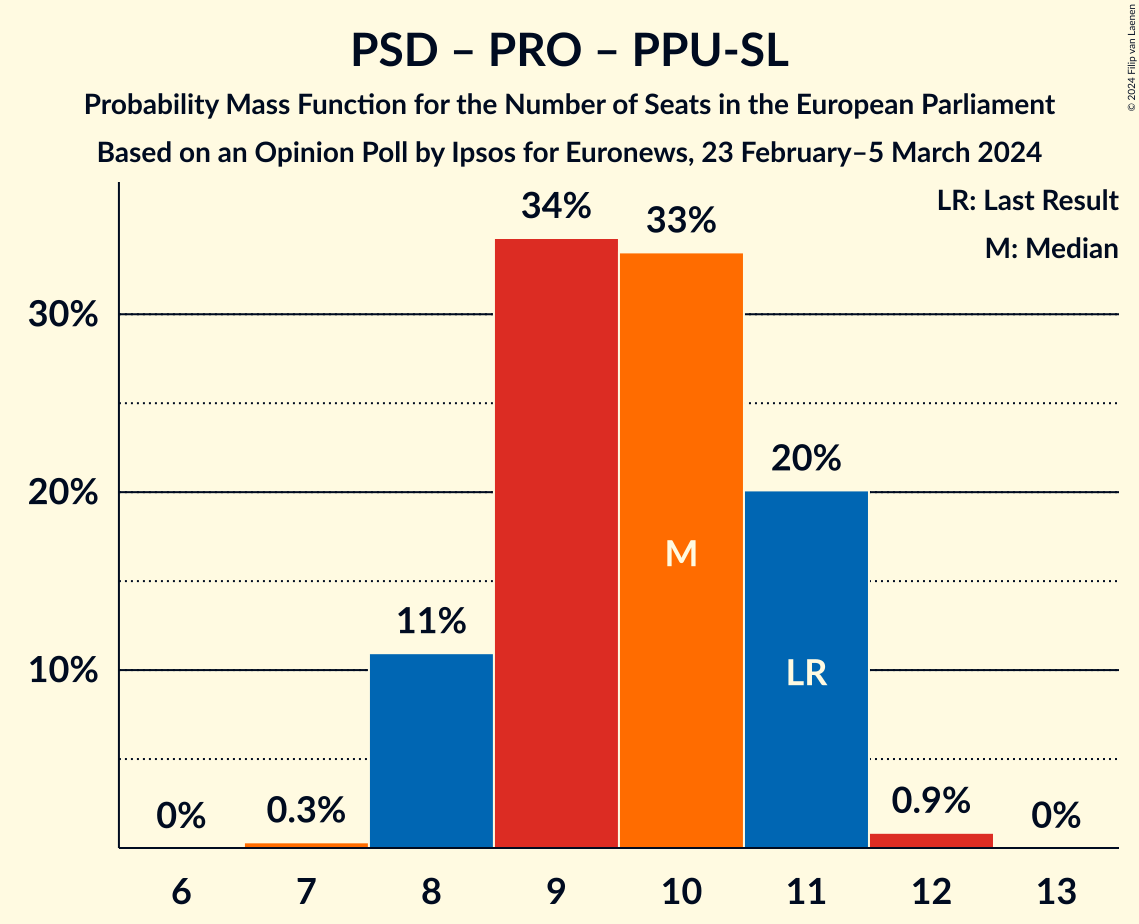 PSD – PRO – PPU-SL
Probability Mass Function for the Number of Seats in the European Parliament
Based on an Opinion Poll by Ipsos for Euronews, 23 February–5 March 2024
© 2024 Filip van Laenen
LR: Last Result
M: Median
34%
33%
30%
20%
20%
M
11%
10%
LR
0%
0.3%
0.9%
0%
6 7 8 9 10 11 12 13